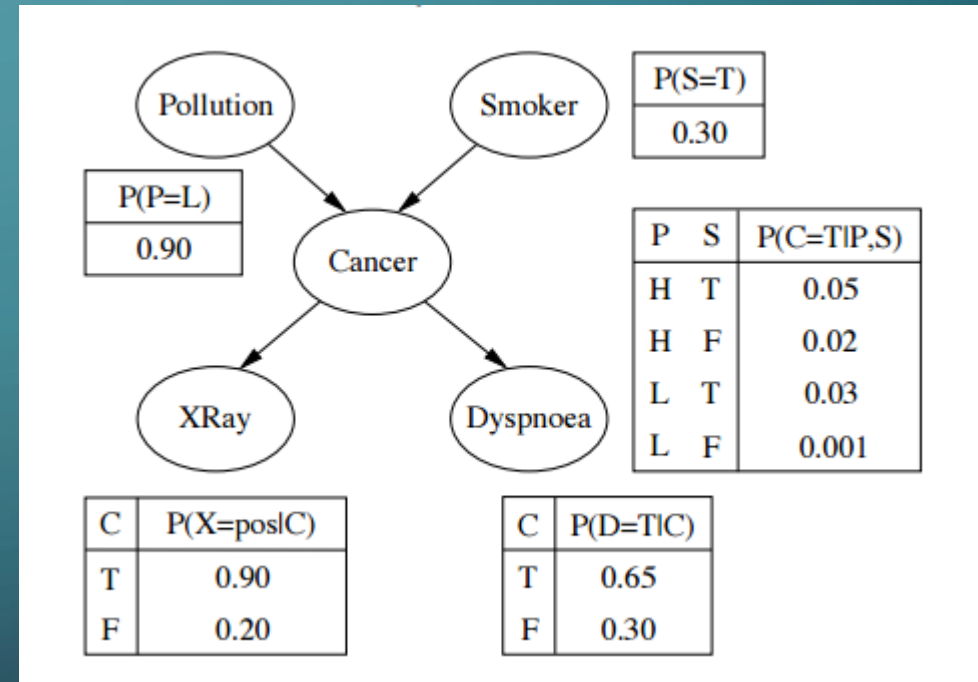 Pollution
Smoker
P(S=T)
0.30
P(P=L)
0.90
Cancer
P S P(C=T|P,S)
H T 0.05
H F 0.02
L T 0.03
L F 0.001
XRay
Dyspnoea
C P(X=pos|C)
T 0.90
F 0.20
C P(D=T|C)
T 0.65
F 0.30